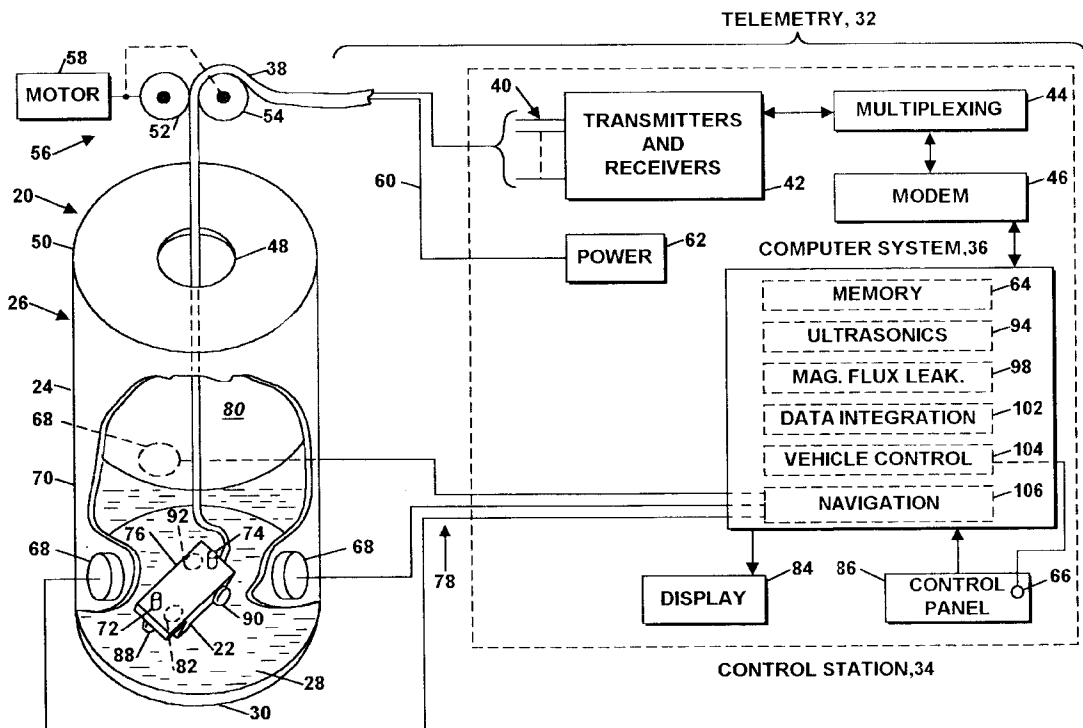 TELEMETRY, 32
58
MOTOR
52
54
38
56
60
40
TRANSMITTERS
AND
RECEIVERS
42
MULTIPLEXING
44
MODEM
46
POWER
62
COMPUTER SYSTEM,36
MEMORY
64
ULTRASONICS
94
MAG. FLUX LEAK.
98
DATA INTEGRATION
102
VEHICLE CONTROL
104
NAVIGATION
106
20
50
48
26
24
80
68
70
92
76
74
68
68
78
72
88
82
22
90
28
30
DISPLAY
84
86
CONTROL
PANEL
66
CONTROL STATION,34